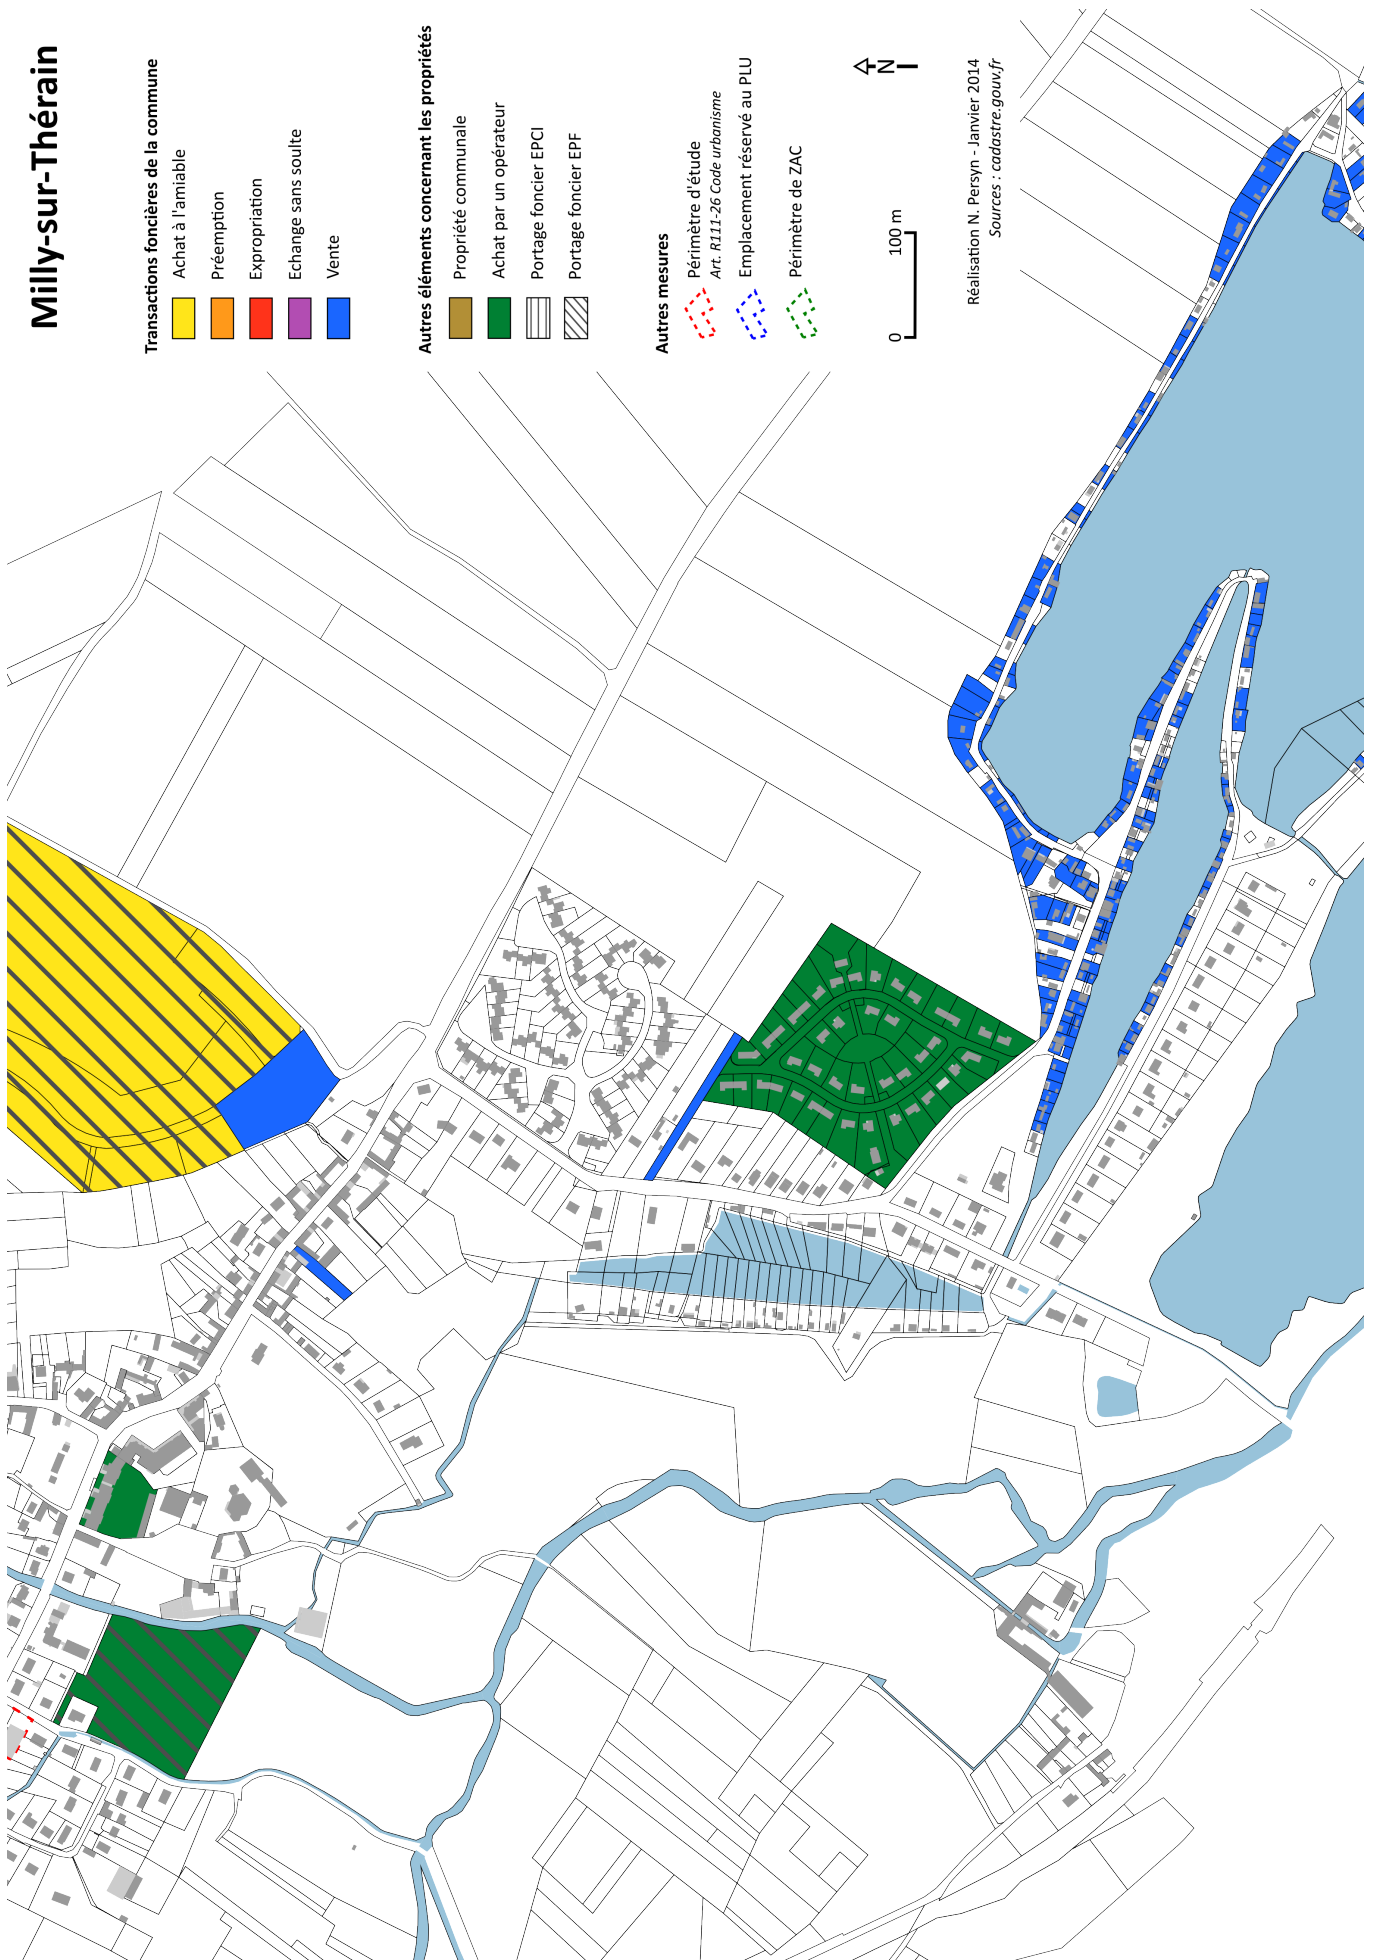 Milly-sur-Thérain
Transactions foncières de la commune
Achat à l'amiable
Préemption
Expropriation
Echange sans soulte
Vente
Autres éléments concernant les propriétés
Propriété communale
Achat par un opérateur
Portage foncier EPCI
Portage foncier EPF
Autres mesures
Périmètre d'étude
Art. R111-26 Code urbanisme
Emplacement réservé au PLU
Périmètre de ZAC
N
0 100 m
Réalisation N. Persyn - Janvier 2014
Sources : cadastre.gouv.fr